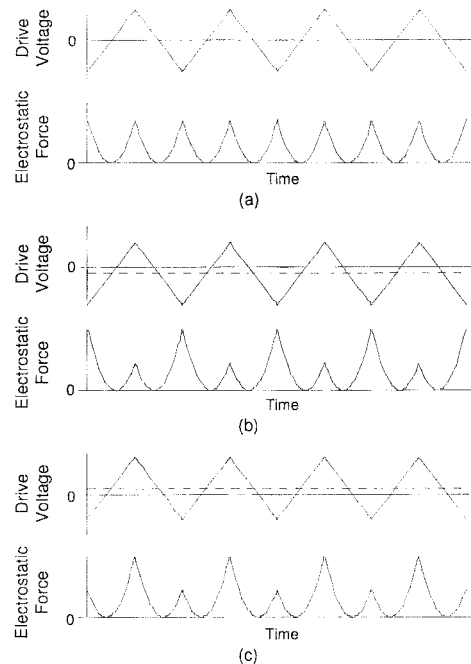 Drive
Voltage
0
Electrostatic
Force
0
Time
(a)
Drive
Voltage
0
Electrostatic
Force
0
Time
(b)
Drive
Voltage
0
Electrostatic
Force
0
Time
(c)